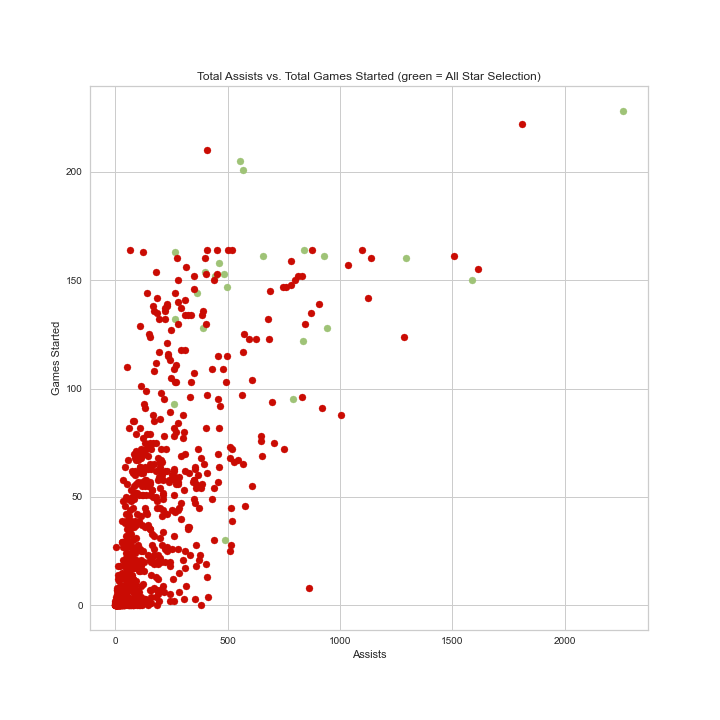 Total Assists vs. Total Games Started (green = All Star Selection)
200
150
100
50
0
Games Started
0 500 1000 1500 2000
Assists